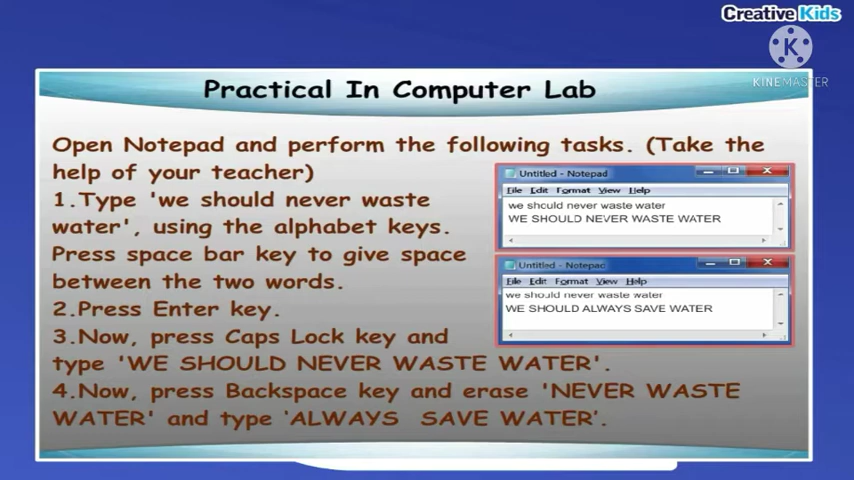 Creative Kids
K
KINEMASTER
Practical In Computer Lab
Open Notepad and perform the following tasks. (Take the
help of your teacher)
1.Type 'we should never waste
water', using the alphabet keys.
Press space bar key to give space
between the two words.
2.Press Enter key.
3.Now, press Caps Lock key and
type 'WE SHOULD NEVER WASTE WATER'.
4.Now, press Backspace key and erase 'NEVER WASTE
WATER' and type 'ALWAYS SAVE WATER'.
Untitled - Notepad
File Edit Format View Help
we should never waste water
WE SHOULD NEVER WASTE WATER
Untitled - Notepad
File Edit Format View Help
we should never waste water
WE SHOULD ALWAYS SAVE WATER